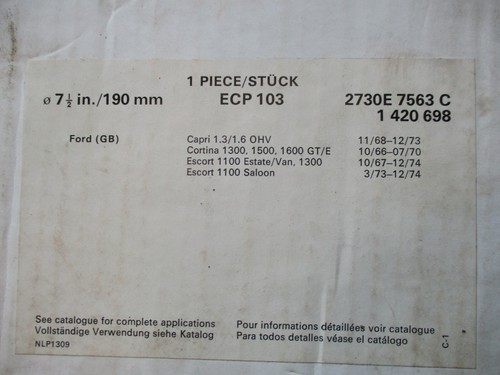 1 PIECE/STÜCK
ø 7½ in./190 mm ECP 103 2730E 7563 C
1 420 698
Ford (GB) Capri 1.3/1.6 OHV 11/68–12/73
Cortina 1300, 1500, 1600 GT/E 10/66–07/70
Escort 1100 Estate/Van, 1300 10/67–12/74
Escort 1100 Saloon 3/73–12/74
See catalogue for complete applications
Vollständige Verwendung siehe Katalog
NLP1309
Pour informations détaillées voir catalogue
Para todos detalles véase el catálogo
C-1